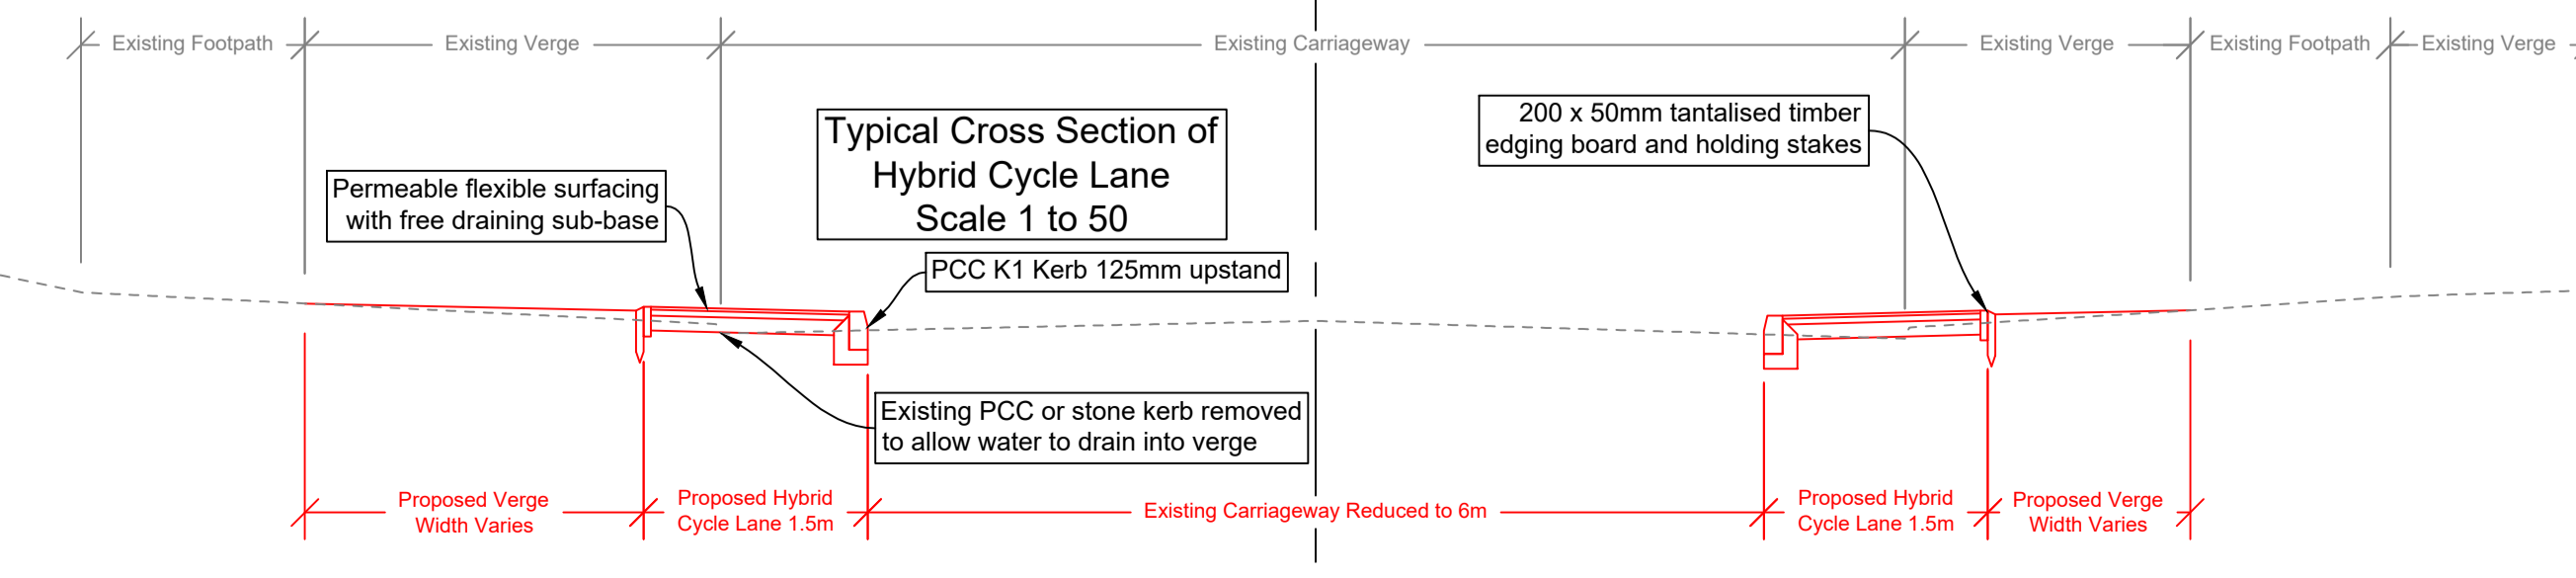 Existing Footpath
Existing Verge
Existing Carriageway
Existing Verge
Existing Footpath
Existing Verge
Typical Cross Section of
Hybrid Cycle Lane
Scale 1 to 50
200 x 50mm tantalised timber
edging board and holding stakes
Permeable flexible surfacing
with free draining sub-base
PCC K1 Kerb 125mm upstand
Existing PCC or stone kerb removed
to allow water to drain into verge
Proposed Verge
Width Varies
Proposed Hybrid
Cycle Lane 1.5m
Existing Carriageway Reduced to 6m
Proposed Hybrid
Cycle Lane 1.5m
Proposed Verge
Width Varies